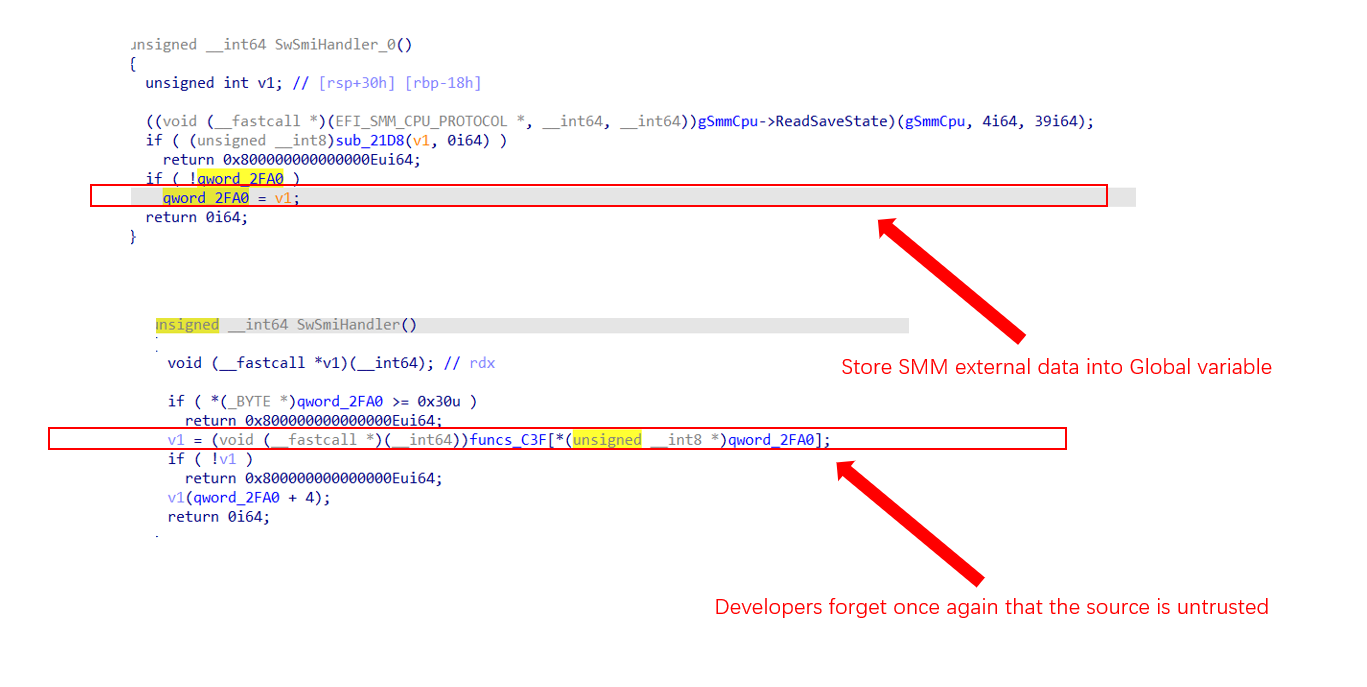 unsigned __int64 SwSmiHandler_0()
{
unsigned int v1; // [rsp+30h] [rbp-18h]
((void (__fastcall *)(EFI_SMM_CPU_PROTOCOL *, __int64, __int64))gSmmCpu->ReadSaveState)(gSmmCpu, 4i64, 39i64);
if ( (unsigned __int8)sub_21D8(v1, 0i64) )
return 0x800000000000000Eui64;
if ( !qword_2FA0 )
qword_2FA0 = v1;
return 0i64;
}
unsigned __int64 SwSmiHandler()
void (__fastcall *v1)(__int64); // rdx
Store SMM external data into Global variable
if ( *(_BYTE *)qword_2FA0 >= 0x30u )
return 0x800000000000000Eui64;
v1 = (void (__fastcall *)(__int64))funcs_C3F[*(unsigned __int8 *)qword_2FA0];
if ( !v1 )
return 0x800000000000000Eui64;
v1(qword_2FA0 + 4);
return 0i64;
Developers forget once again that the source is untrusted